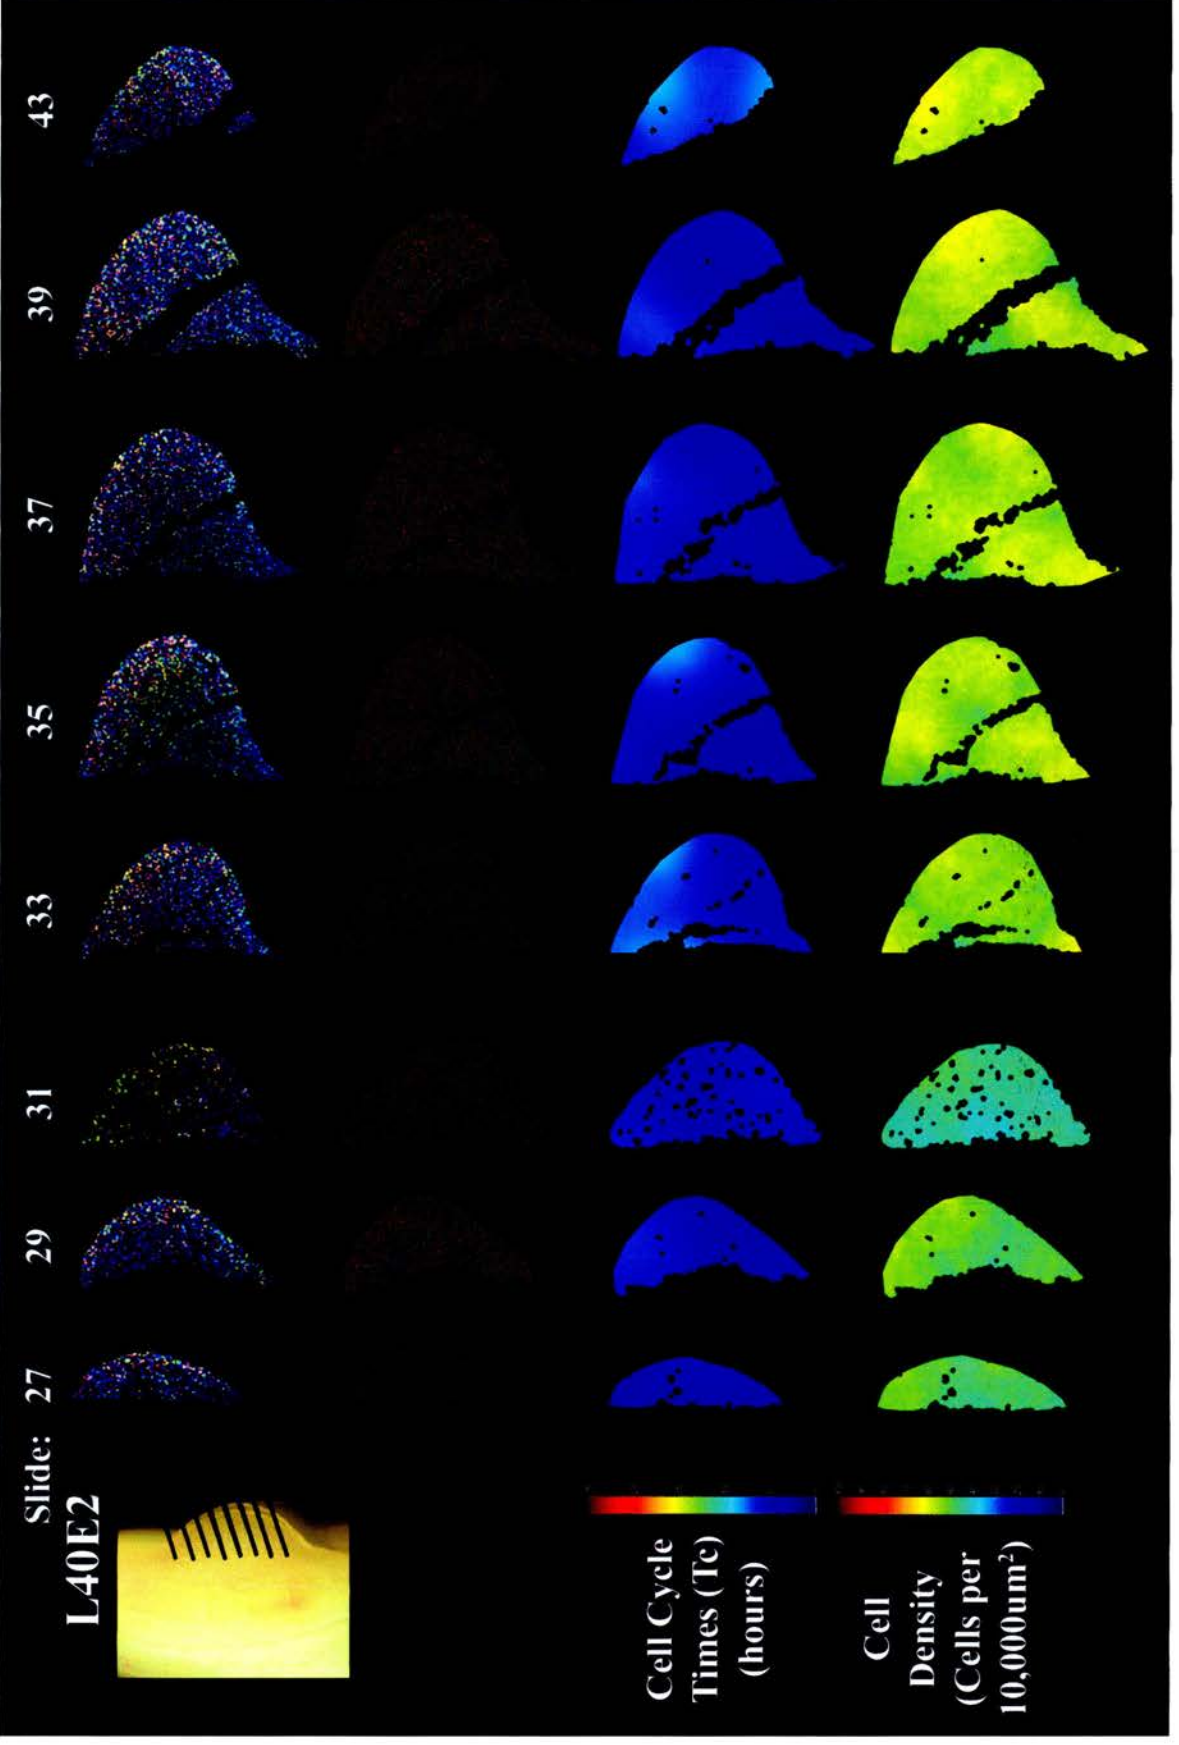 L40E2
Slide: 27 29 31 33 35 37 39 43
Cell Cycle
Times (Tc)
(hours)
Cell
Density
(Cells per
10,000um²)